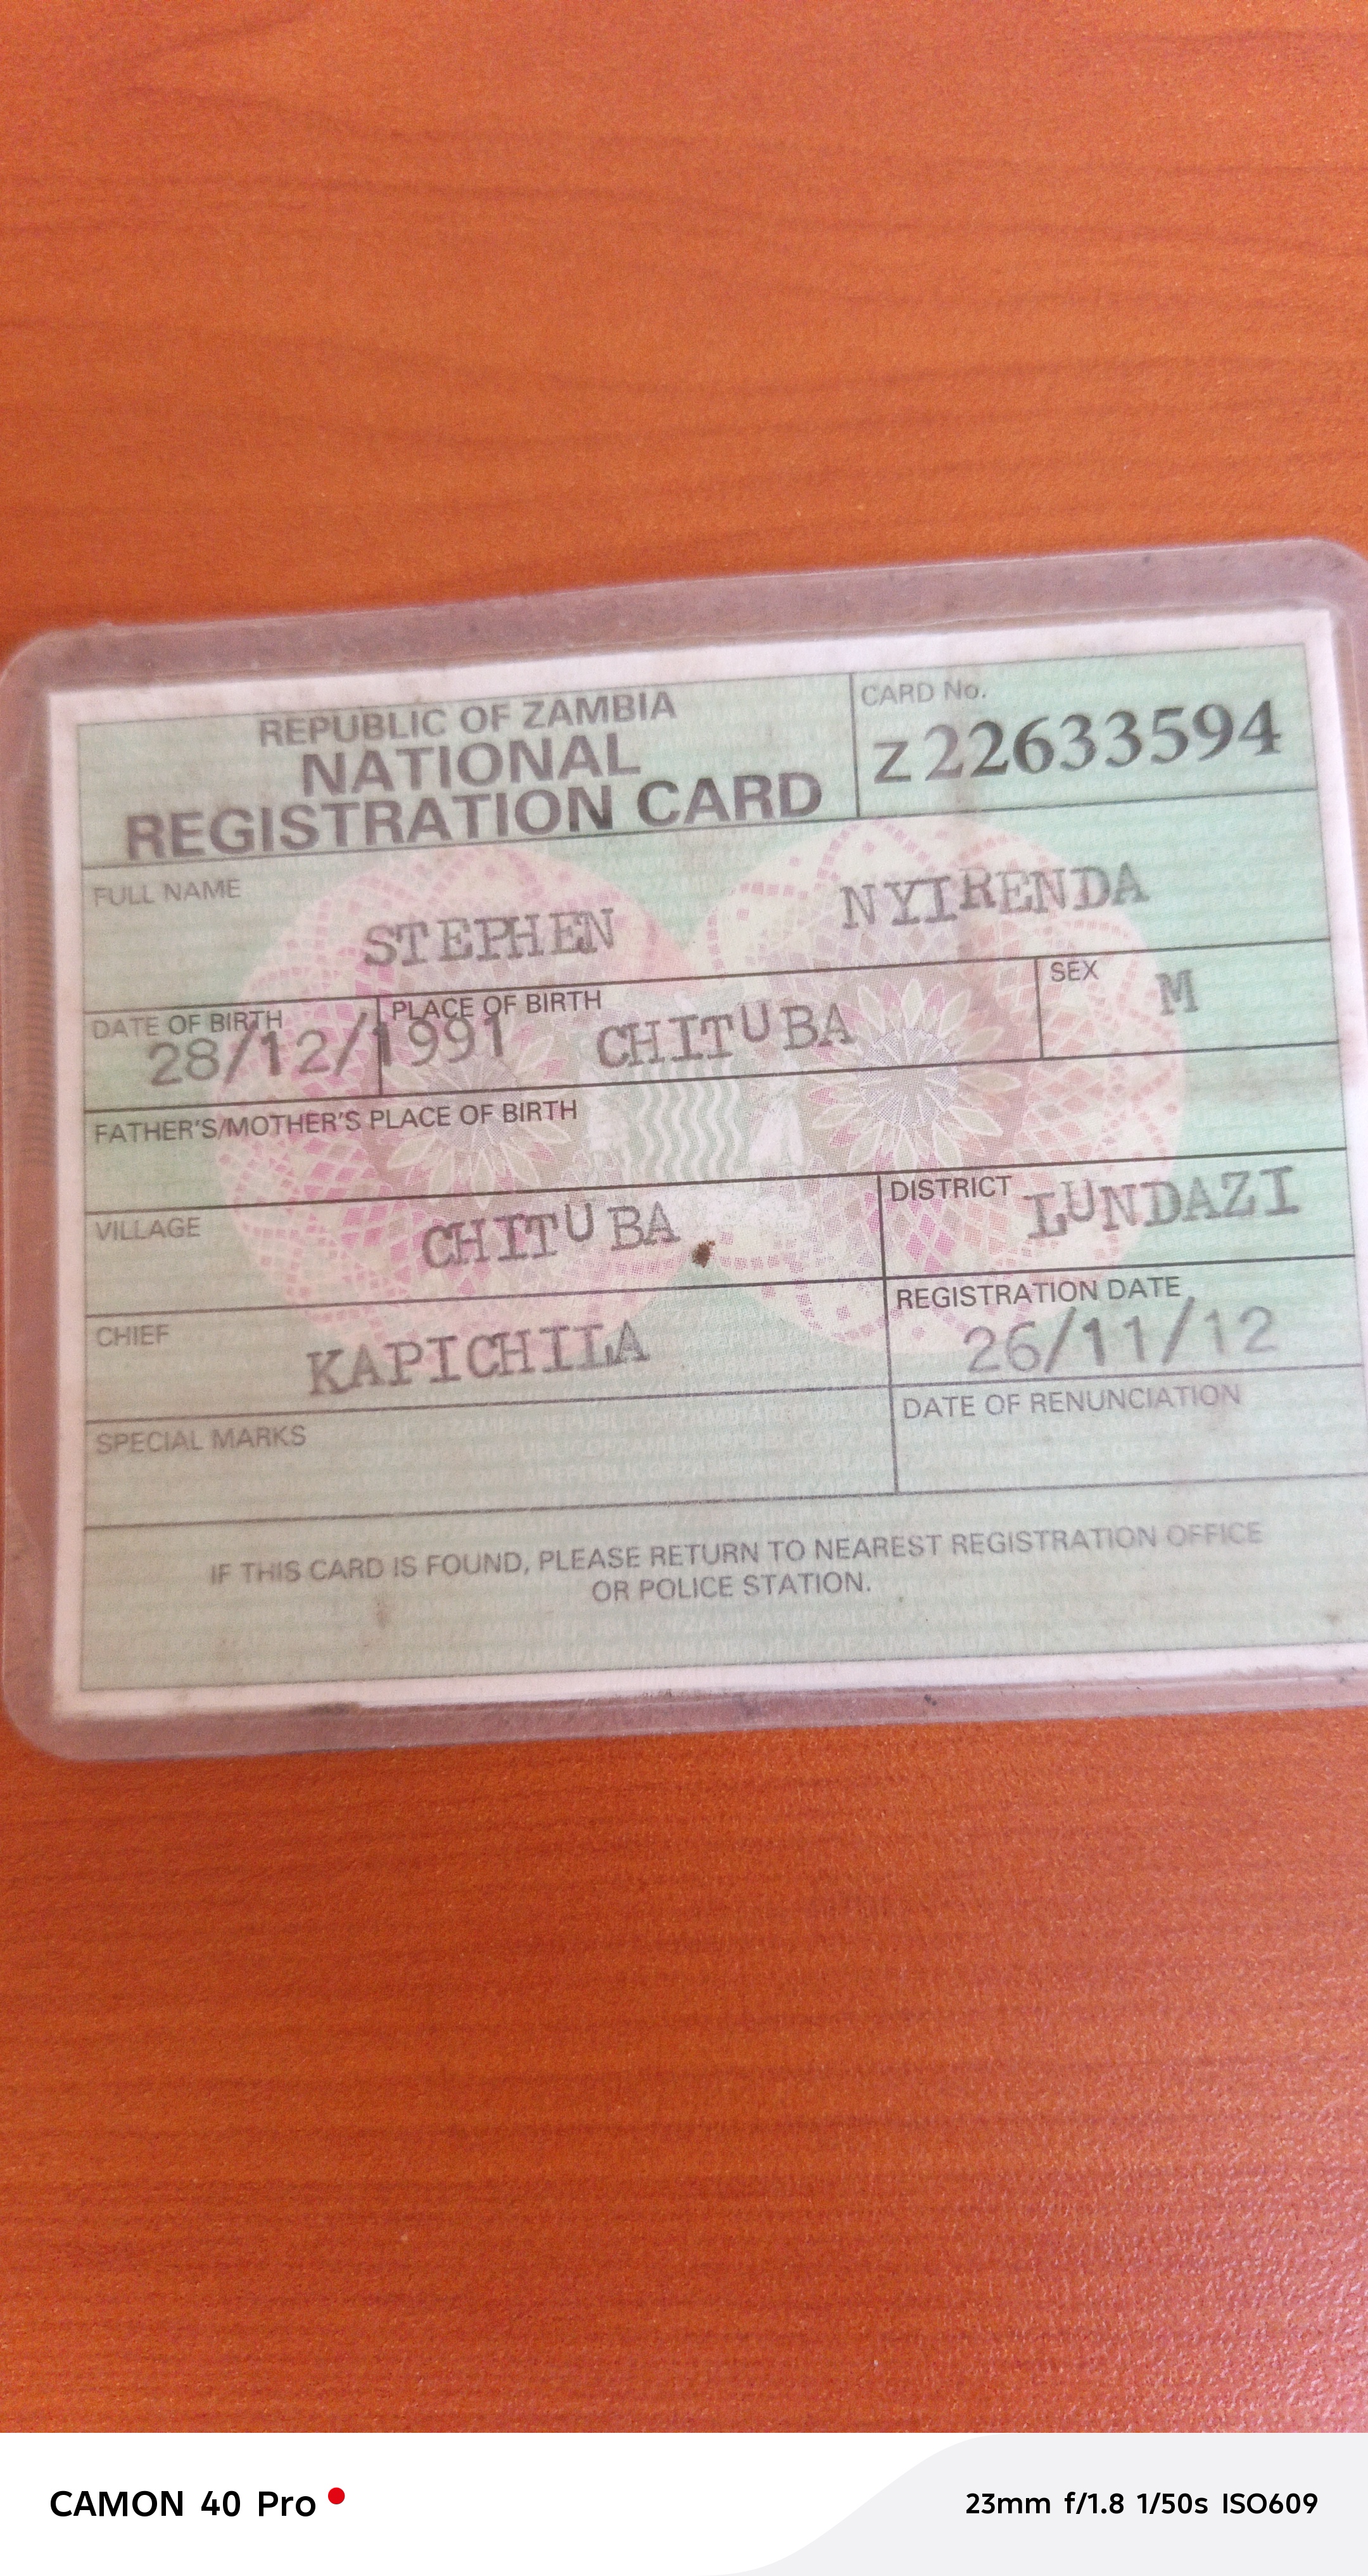 REPUBLIC OF ZAMBIA
NATIONAL
REGISTRATION CARD
CARD No.
Z22633594
FULL NAME
STEPHEN NYIRENDA
DATE OF BIRTH
28/12/1991
PLACE OF BIRTH
CHITUBA
SEX
M
FATHER'S/MOTHER'S PLACE OF BIRTH
VILLAGE
CHITUBA
DISTRICT
LUNDAZI
CHIEF
KAPICHILA
REGISTRATION DATE
26/11/12
SPECIAL MARKS
DATE OF RENUNCIATION
IF THIS CARD IS FOUND, PLEASE RETURN TO NEAREST REGISTRATION OFFICE
OR POLICE STATION.
CAMON 40 Pro
23mm f/1.8 1/50s ISO609